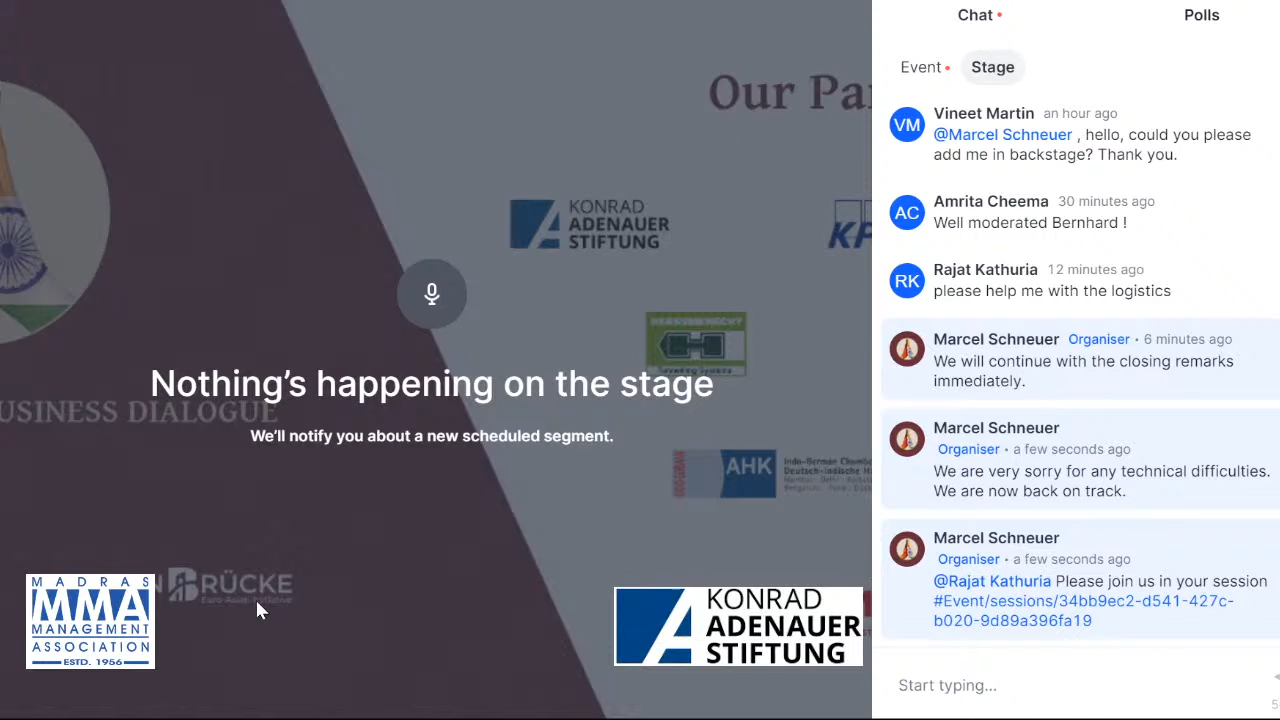 Chat
Polls
Event
Stage
Vineet Martin an hour ago
VM
@Marcel Schneuer , hello, could you please
add me in backstage? Thank you.
Amrita Cheema 30 minutes ago
AC
Well moderated Bernhard !
Rajat Kathuria 12 minutes ago
RK
please help me with the logistics
Marcel Schneuer Organiser • 6 minutes ago
We will continue with the closing remarks
immediately.
Marcel Schneuer
Organiser • a few seconds ago
We are very sorry for any technical difficulties.
We are now back on track.
Marcel Schneuer
Organiser • a few seconds ago
@Rajat Kathuria Please join us in your session
#Event/sessions/34bb9ec2-d541-427c-
b020-9d89a396fa19
Start typing...
Our Par
KONRAD
ADENAUER
STIFTUNG
KP
Nothing's happening on the stage
USINESS DIALOGUE
We'll notify you about a new scheduled segment.
AHK
N BRÜCKE
MADRAS
MMA
MANAGEMENT
ASSOCIATION
ESTD. 1956
KONRAD
ADENAUER
STIFTUNG